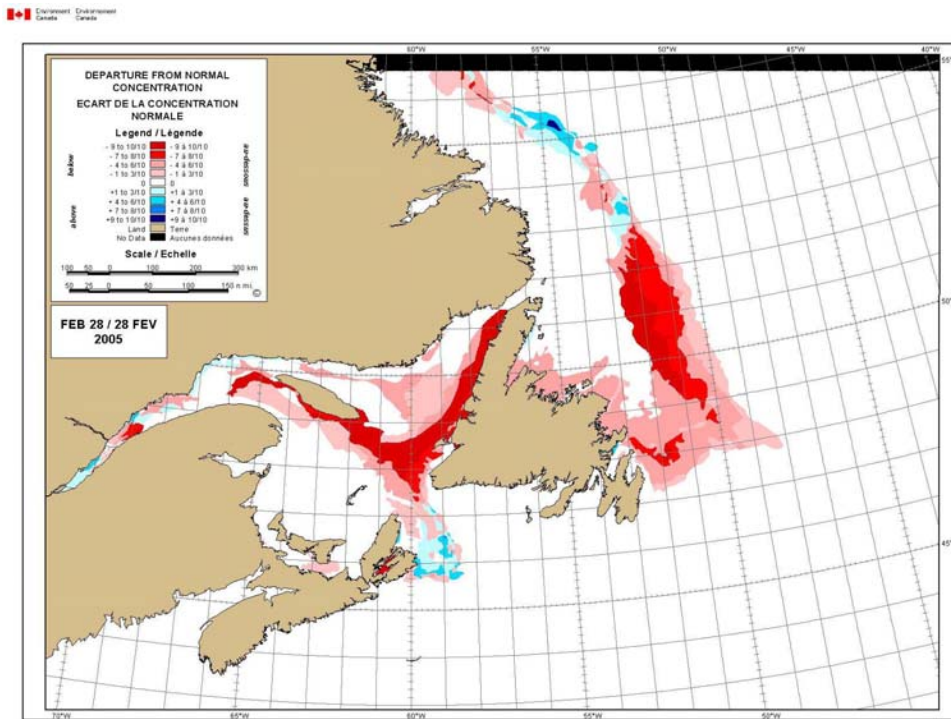 Environment Environnement
Canada Canada
60°W 55°W 50°W 45°W 40°W
55°
DEPARTURE FROM NORMAL
CONCENTRATION
ECART DE LA CONCENTRATION
NORMALE
Legend / Légende
below
above
- 9 to 10/10 - 9 à 10/10
- 7 to 8/10 - 7 à 8/10
- 4 to 6/10 - 4 à 6/10
- 1 to 3/10 - 1 à 3/10
0 0
+1 to 3/10 +1 à 3/10
+ 4 to 6/10 + 4 à 6/10
+ 7 to 8/10 + 7 à 8/10
+9 to 10/10 +9 à 10/10
Land Terre
No Data Aucunes données
au-dessous
au-dessus
Scale / Echelle
100 50 0 100 200 300 km
50 25 0 50 100 150 n mi.
©
FEB 28 / 28 FEV
2005
50°
45°
70°W 65°W 60°W 55°W 50°W